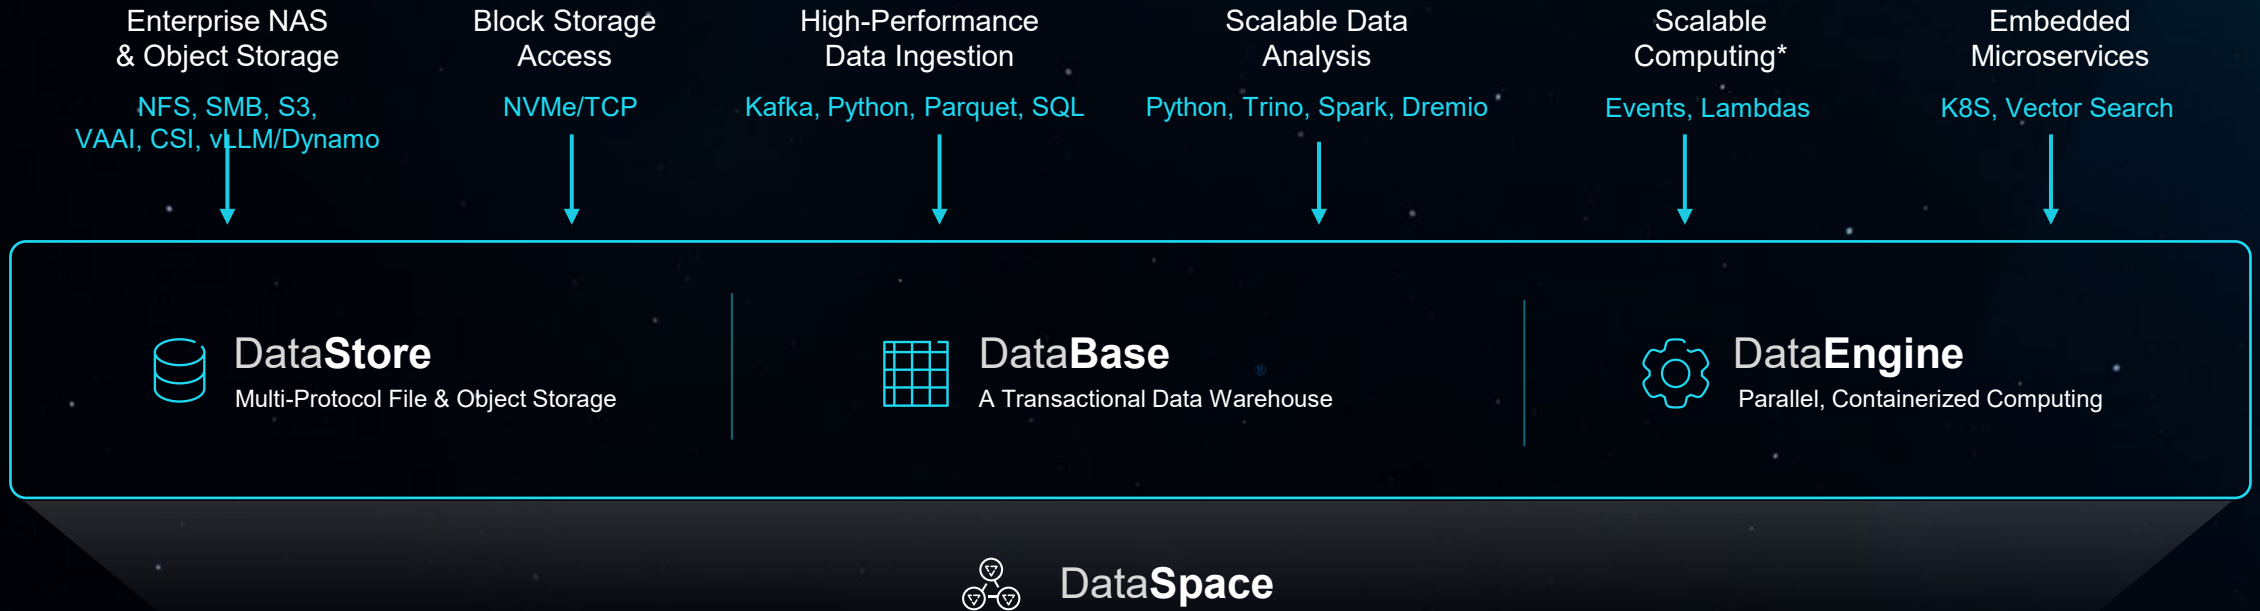 Enterprise NAS
& Object Storage
NFS, SMB, S3,
VAAI, CSI, vLLM/Dynamo
Block Storage
Access
NVMe/TCP
High-Performance
Data Ingestion
Kafka, Python, Parquet, SQL
Scalable Data
Analysis
Python, Trino, Spark, Dremio
Scalable
Computing*
Events, Lambdas
Embedded
Microservices
K8S, Vector Search
DataStore
Multi-Protocol File & Object Storage
DataBase
®
A Transactional Data Warehouse
DataEngine
Parallel, Containerized Computing
DataSpace